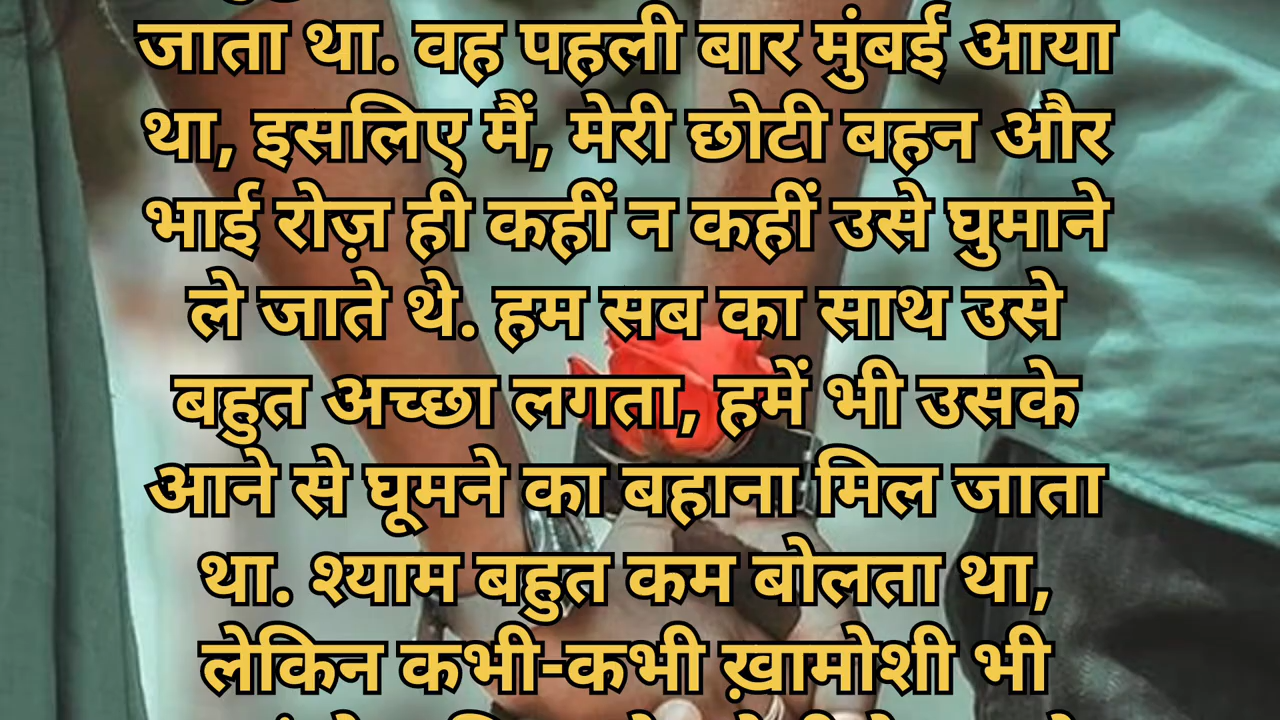 जाता था. वह पहली बार मुंबई आया
था, इसलिए मैं, मेरी छोटी बहन और
भाई रोज़ ही कहीं न कहीं उसे घुमाने
ले जाते थे. हम सब का साथ उसे
बहुत अच्छा लगता, हमें भी उसके
आने से घूमने का बहाना मिल जाता
था. श्याम बहुत कम बोलता था,
लेकिन कभी-कभी ख़ामोशी भी